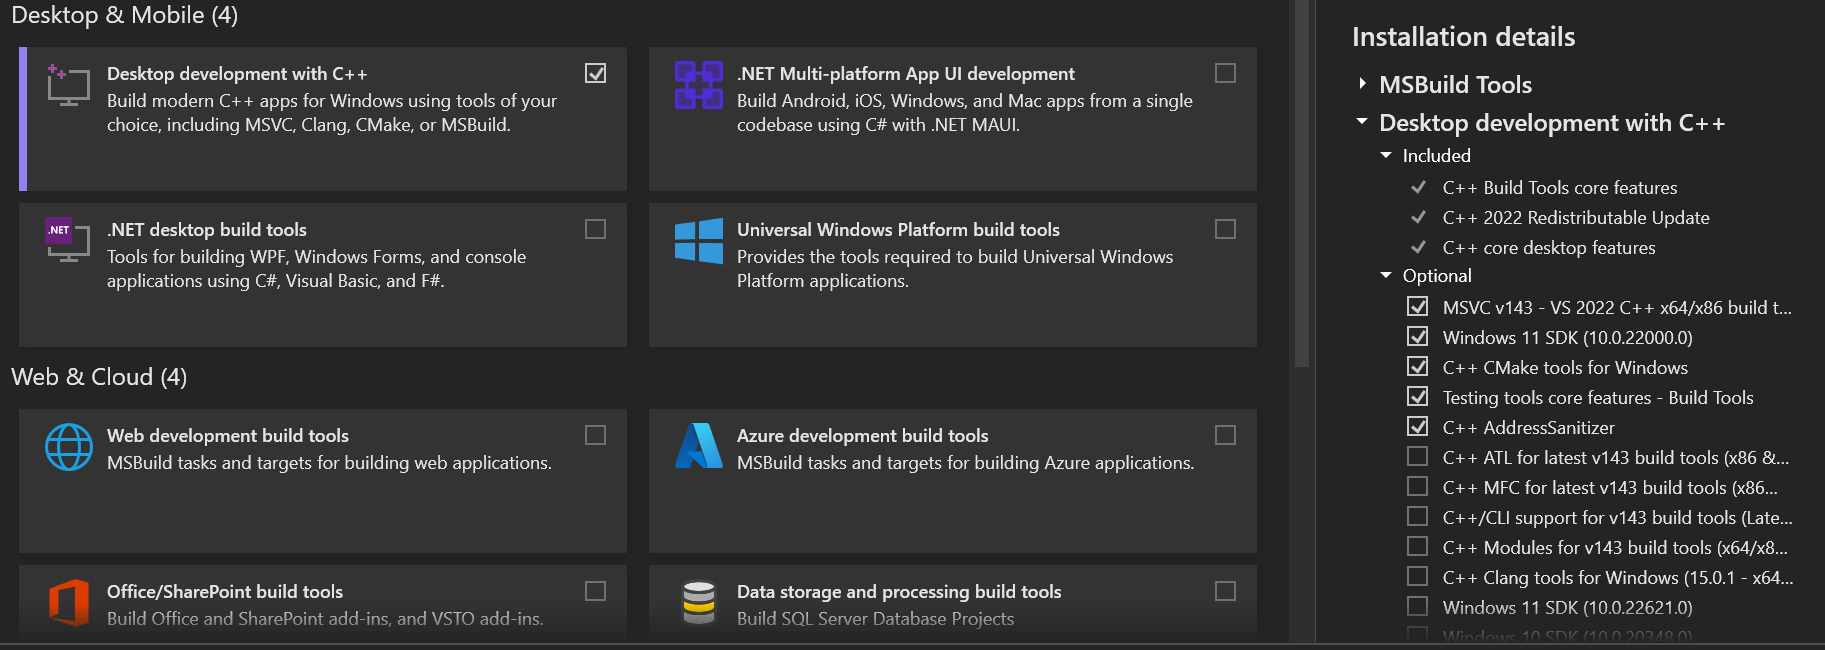 Desktop & Mobile (4)
Desktop development with C++
Build modern C++ apps for Windows using tools of your
choice, including MSVC, Clang, CMake, or MSBuild.
.NET Multi-platform App UI development
Build Android, iOS, Windows, and Mac apps from a single
codebase using C# with .NET MAUI.
.NET
.NET desktop build tools
Tools for building WPF, Windows Forms, and console
applications using C#, Visual Basic, and F#.
Universal Windows Platform build tools
Provides the tools required to build Universal Windows
Platform applications.
Web & Cloud (4)
Web development build tools
MSBuild tasks and targets for building web applications.
Azure development build tools
MSBuild tasks and targets for building Azure applications.
Office/SharePoint build tools
Build Office and SharePoint add-ins, and VSTO add-ins.
Data storage and processing build tools
Build SQL Server Database Projects
Installation details
MSBuild Tools
Desktop development with C++
Included
C++ Build Tools core features
C++ 2022 Redistributable Update
C++ core desktop features
Optional
MSVC v143 - VS 2022 C++ x64/x86 build t...
Windows 11 SDK (10.0.22000.0)
C++ CMake tools for Windows
Testing tools core features - Build Tools
C++ AddressSanitizer
C++ ATL for latest v143 build tools (x86 &...
C++ MFC for latest v143 build tools (x86...
C++/CLI support for v143 build tools (Late...
C++ Modules for v143 build tools (x64/x8...
C++ Clang tools for Windows (15.0.1 - x64...
Windows 11 SDK (10.0.22621.0)
Windows 10 SDK (10.0.20348.0)